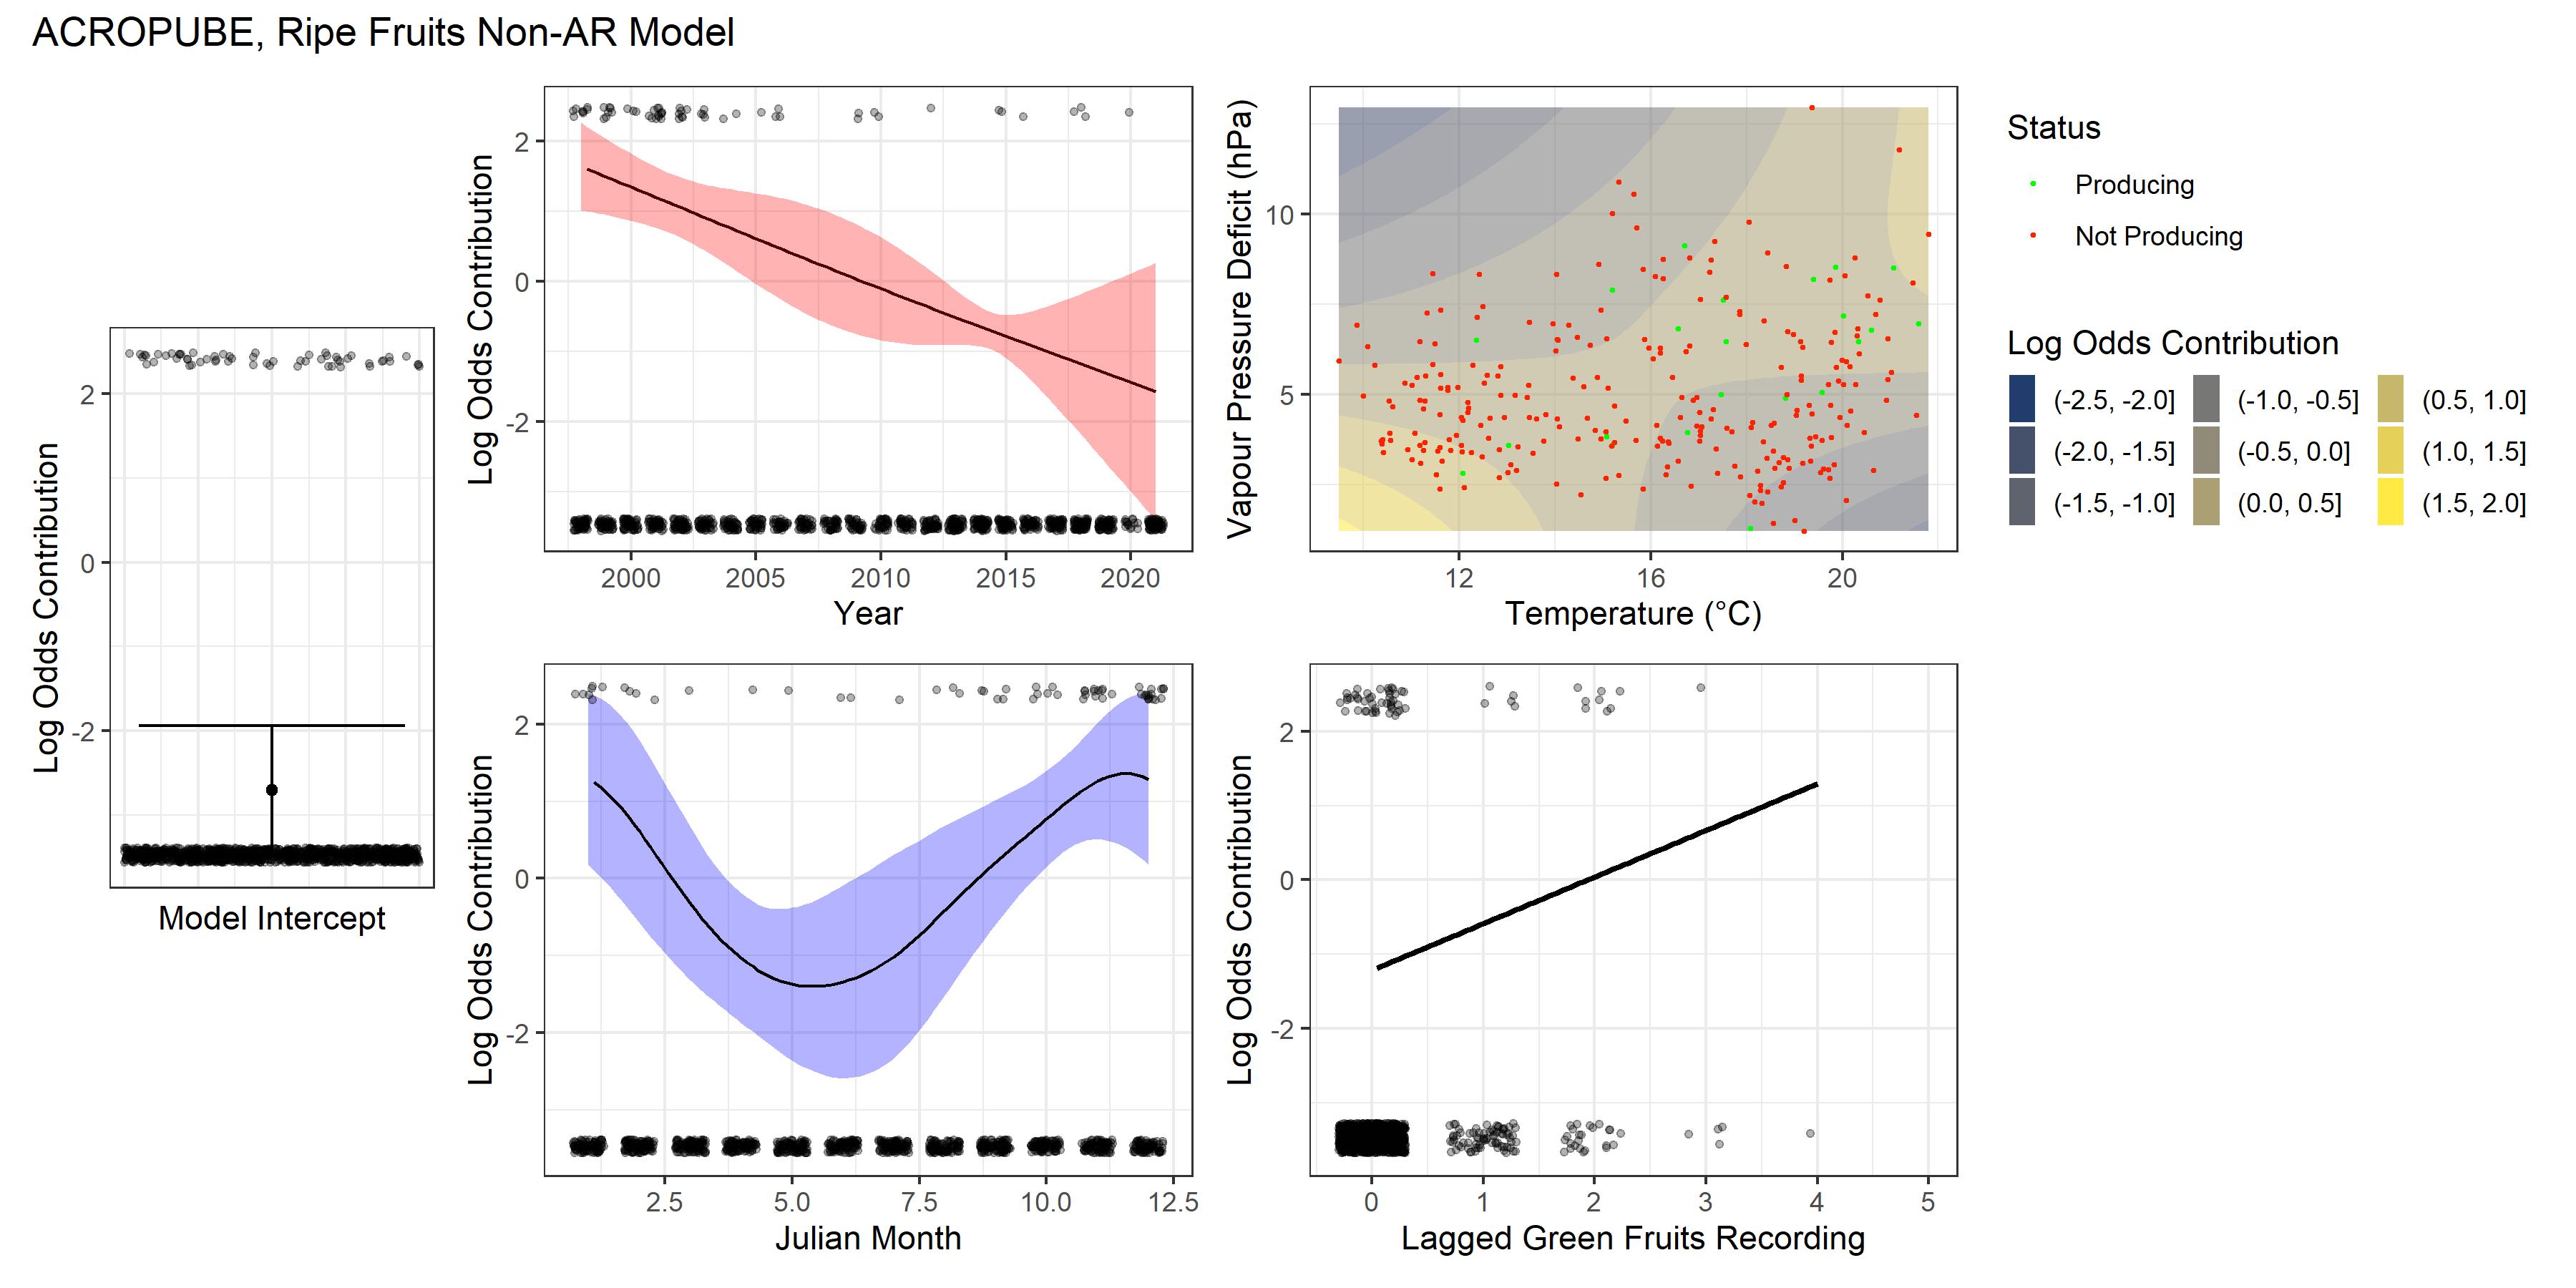 ACROPUBE, Ripe Fruits Non-AR Model
Log Odds Contribution
2
0
-2
Model Intercept
Log Odds Contribution
2
0
-2
2000
2005
2010
2015
2020
Year
Vapour Pressure Deficit (hPa)
10
5
12
16
20
Temperature (°C)
Status
Producing
Not Producing
Log Odds Contribution
(-2.5, -2.0]
(-1.0, -0.5]
(0.5, 1.0]
(-2.0, -1.5]
(-0.5, 0.0]
(1.0, 1.5]
(-1.5, -1.0]
(0.0, 0.5]
(1.5, 2.0]
Log Odds Contribution
2
0
-2
2.5
5.0
7.5
10.0
12.5
Julian Month
Log Odds Contribution
2
0
-2
0
1
2
3
4
5
Lagged Green Fruits Recording